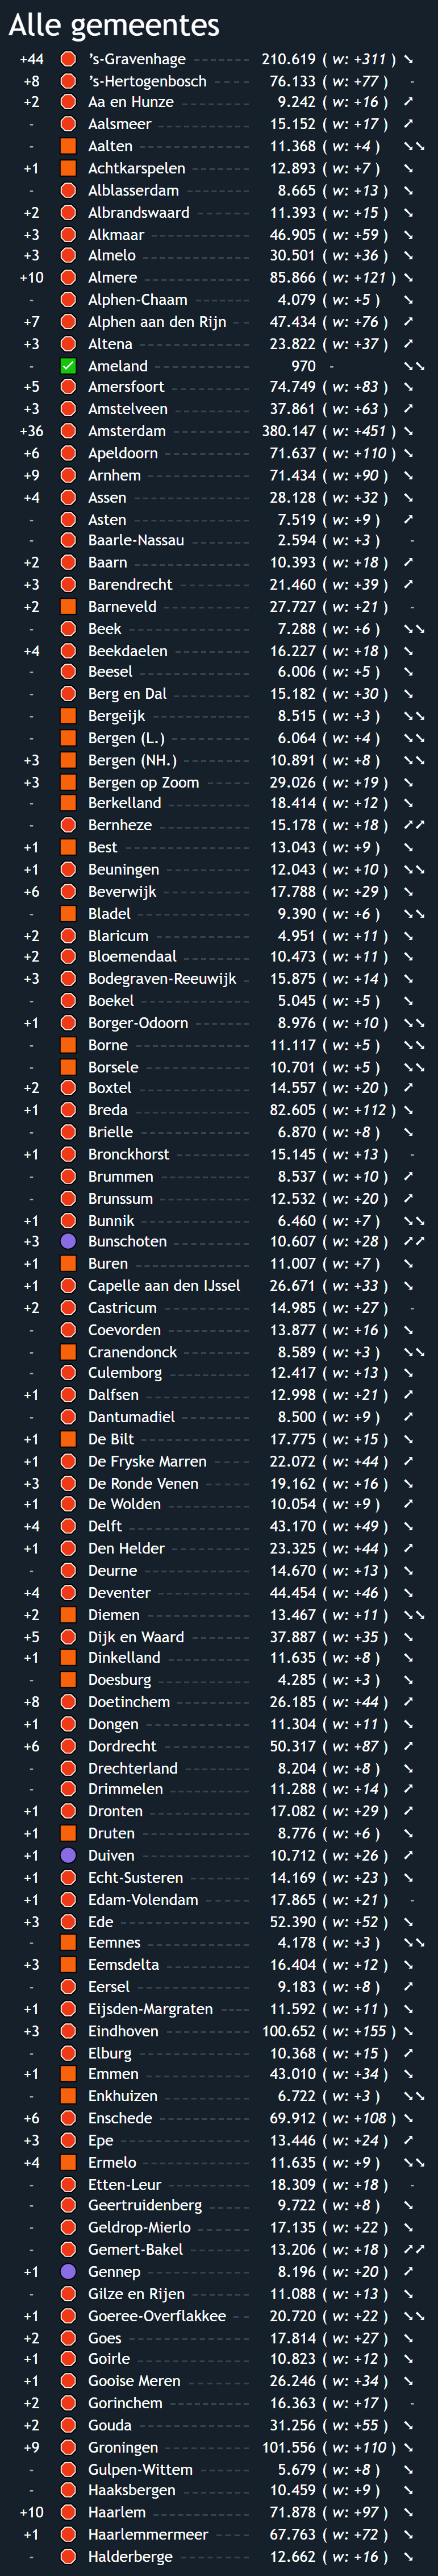 Alle gemeentes
+44 's-Gravenhage 210.619 ( w: +311 )
+8 's-Hertogenbosch 76.133 ( w: +77 ) -
+2 Aa en Hunze 9.242 ( w: +16 )
- Aalsmeer 15.152 ( w: +17 )
- Aalten 11.368 ( w: +4 )
+1 Achtkarspelen 12.893 ( w: +7 )
- Alblasserdam 8.665 ( w: +13 )
+2 Albrandswaard 11.393 ( w: +15 )
+3 Alkmaar 46.905 ( w: +59 )
+3 Almelo 30.501 ( w: +36 )
+10 Almere 85.866 ( w: +121 )
- Alphen-Chaam 4.079 ( w: +5 )
+7 Alphen aan den Rijn 47.434 ( w: +76 )
+3 Altena 23.822 ( w: +37 )
- Ameland 970 -
+5 Amersfoort 74.749 ( w: +83 )
+3 Amstelveen 37.861 ( w: +63 )
+36 Amsterdam 380.147 ( w: +451 )
+6 Apeldoorn 71.637 ( w: +110 )
+9 Arnhem 71.434 ( w: +90 )
+4 Assen 28.128 ( w: +32 )
- Asten 7.519 ( w: +9 )
- Baarle-Nassau 2.594 ( w: +3 ) -
+2 Baarn 10.393 ( w: +18 )
+3 Barendrecht 21.460 ( w: +39 )
+2 Barneveld 27.727 ( w: +21 ) -
- Beek 7.288 ( w: +6 )
+4 Beekdaelen 16.227 ( w: +18 )
- Beesel 6.006 ( w: +5 )
- Berg en Dal 15.182 ( w: +30 )
- Bergeijk 8.515 ( w: +3 )
- Bergen (L.) 6.064 ( w: +4 )
+3 Bergen (NH.) 10.891 ( w: +8 )
+3 Bergen op Zoom 29.026 ( w: +19 )
- Berkelland 18.414 ( w: +12 )
- Bernheze 15.178 ( w: +18 )
+1 Best 13.043 ( w: +9 )
+1 Beuningen 12.043 ( w: +10 )
+6 Beverwijk 17.788 ( w: +29 )
- Bladel 9.390 ( w: +6 )
+2 Blaricum 4.951 ( w: +11 )
+2 Bloemendaal 10.473 ( w: +11 )
+3 Bodegraven-Reeuwijk 15.875 ( w: +14 )
- Boekel 5.045 ( w: +5 )
+1 Borger-Odoorn 8.976 ( w: +10 )
- Borne 11.117 ( w: +5 )
- Borsele 10.701 ( w: +5 )
+2 Boxtel 14.557 ( w: +20 )
+1 Breda 82.605 ( w: +112 )
- Brielle 6.870 ( w: +8 )
+1 Bronckhorst 15.145 ( w: +13 ) -
- Brummen 8.537 ( w: +10 )
- Brunssum 12.532 ( w: +20 )
+1 Bunnik 6.460 ( w: +7 )
+3 Bunschoten 10.607 ( w: +28 )
+1 Buren 11.007 ( w: +7 )
+1 Capelle aan den IJssel 26.671 ( w: +33 )
+2 Castricum 14.985 ( w: +27 ) -
- Coevorden 13.877 ( w: +16 )
- Cranendonck 8.589 ( w: +3 )
- Culemborg 12.417 ( w: +13 )
+1 Dalfsen 12.998 ( w: +21 )
- Dantumadiel 8.500 ( w: +9 )
+1 De Bilt 17.775 ( w: +15 )
+1 De Fryske Marren 22.072 ( w: +44 )
+3 De Ronde Venen 19.162 ( w: +16 )
+1 De Wolden 10.054 ( w: +9 )
+4 Delft 43.170 ( w: +49 )
+1 Den Helder 23.325 ( w: +44 )
- Deurne 14.670 ( w: +13 )
+4 Deventer 44.454 ( w: +46 )
+2 Diemen 13.467 ( w: +11 )
+5 Dijk en Waard 37.887 ( w: +35 )
+1 Dinkelland 11.635 ( w: +8 )
- Doesburg 4.285 ( w: +3 )
+8 Doetinchem 26.185 ( w: +44 )
+1 Dongen 11.304 ( w: +11 )
+6 Dordrecht 50.317 ( w: +87 )
- Drechterland 8.204 ( w: +8 )
- Drimmelen 11.288 ( w: +14 )
+1 Dronten 17.082 ( w: +29 )
+1 Druten 8.776 ( w: +6 )
+1 Duiven 10.712 ( w: +26 )
+1 Echt-Susteren 14.169 ( w: +23 )
+1 Edam-Volendam 17.865 ( w: +21 ) -
+3 Ede 52.390 ( w: +52 )
- Eemnes 4.178 ( w: +3 )
+3 Eemsdelta 16.404 ( w: +12 )
- Eersel 9.183 ( w: +8 )
+1 Eijsden-Margraten 11.592 ( w: +11 )
+3 Eindhoven 100.652 ( w: +155 )
- Elburg 10.368 ( w: +15 )
+1 Emmen 43.010 ( w: +34 )
- Enkhuizen 6.722 ( w: +3 )
+6 Enschede 69.912 ( w: +108 )
+3 Epe 13.446 ( w: +24 )
+4 Ermelo 11.635 ( w: +9 )
- Etten-Leur 18.309 ( w: +18 ) -
- Geertruidenberg 9.722 ( w: +8 )
- Geldrop-Mierlo 17.135 ( w: +22 )
- Gemert-Bakel 13.206 ( w: +18 )
+1 Gennep 8.196 ( w: +20 )
- Gilze en Rijen 11.088 ( w: +13 )
+1 Goeree-Overflakkee 20.720 ( w: +22 )
+2 Goes 17.814 ( w: +27 )
+1 Goirle 10.823 ( w: +12 )
+1 Gooise Meren 26.246 ( w: +34 )
+2 Gorinchem 16.363 ( w: +17 ) -
+2 Gouda 31.256 ( w: +55 )
+9 Groningen 101.556 ( w: +110 )
- Gulpen-Wittem 5.679 ( w: +8 )
- Haaksbergen 10.459 ( w: +9 )
+10 Haarlem 71.878 ( w: +97 )
+1 Haarlemmermeer 67.763 ( w: +72 )
- Halderberge 12.662 ( w: +16 )